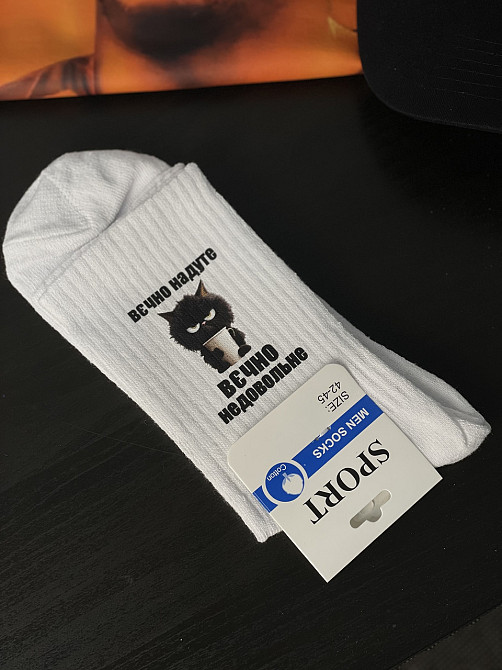 вєчно надуте
вєчно
недовольне
SIZE:
42-45
MEN SOCKS
Cotton
SPORT